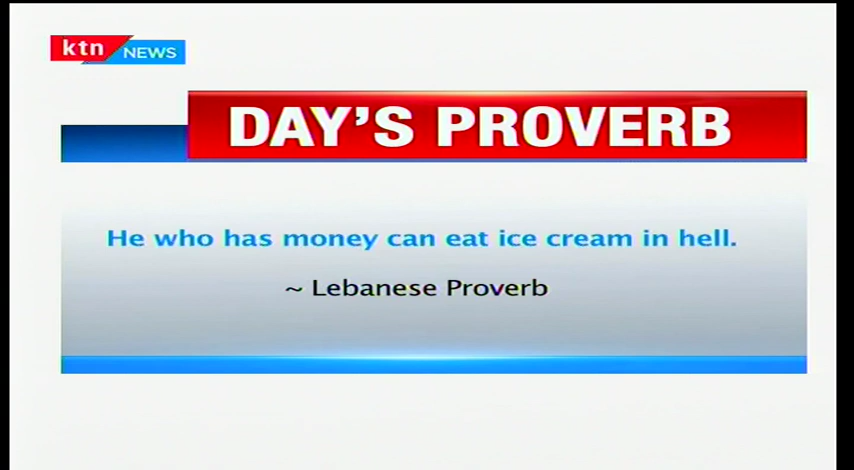 ktn NEWS
DAY'S PROVERB
He who has money can eat ice cream in hell.
~ Lebanese Proverb